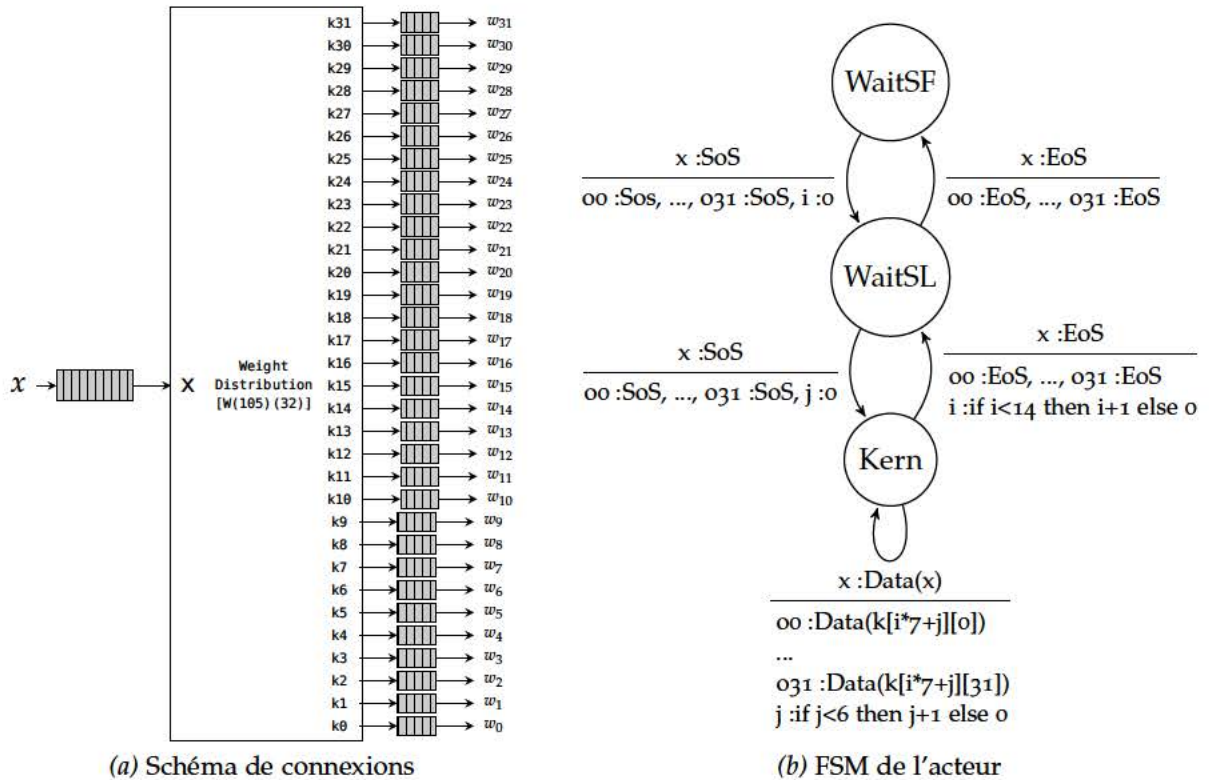 k31 w31
k30 w30
k29 w29
k28 w28
k27 w27
k26 w26
k25 w25
k24 w24
k23 w23
k22 w22
k21 w21
k20 w20
k19 w19
k18 w18
k17 w17
k16 w16
k15 w15
k14 w14
k13 w13
k12 w12
k11 w11
k10 w10
k9 w9
k8 w8
k7 w7
k6 w6
k5 w5
k4 w4
k3 w3
k2 w2
k1 w1
k0 w0
x
X
Weight
Distribution
[W(105)(32)]
(a) Schéma de connexions
WaitSF
x :SoS
o0 :Sos, ..., o31 :SoS, i :0
x :EoS
o0 :EoS, ..., o31 :EoS
WaitSL
x :SoS
o0 :SoS, ..., o31 :SoS, j :0
x :EoS
o0 :EoS, ..., o31 :EoS
i :if i<14 then i+1 else 0
Kern
x :Data(x)
o0 :Data(k[i*7+j][0])
...
o31 :Data(k[i*7+j][31])
j :if j<6 then j+1 else 0
(b) FSM de l'acteur